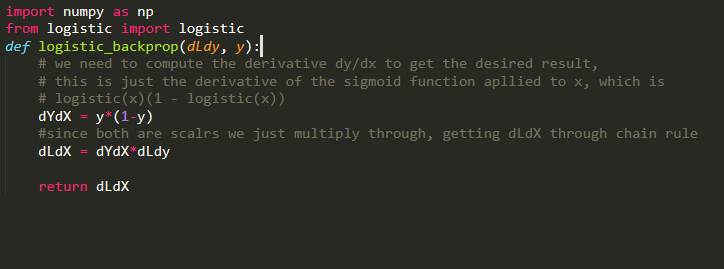 import numpy as np
from logistic import logistic
def logistic_backprop(dLdy, y):
    # we need to compute the derivative dy/dx to get the desired result,
    # this is just the derivative of the sigmoid function apllied to x, which is
    # logistic(x)(1 - logistic(x))
    dYdX = y*(1-y)
    #since both are scalrs we just multiply through, getting dLdX through chain rule
    dLdX = dYdX*dLdy
    return dLdX